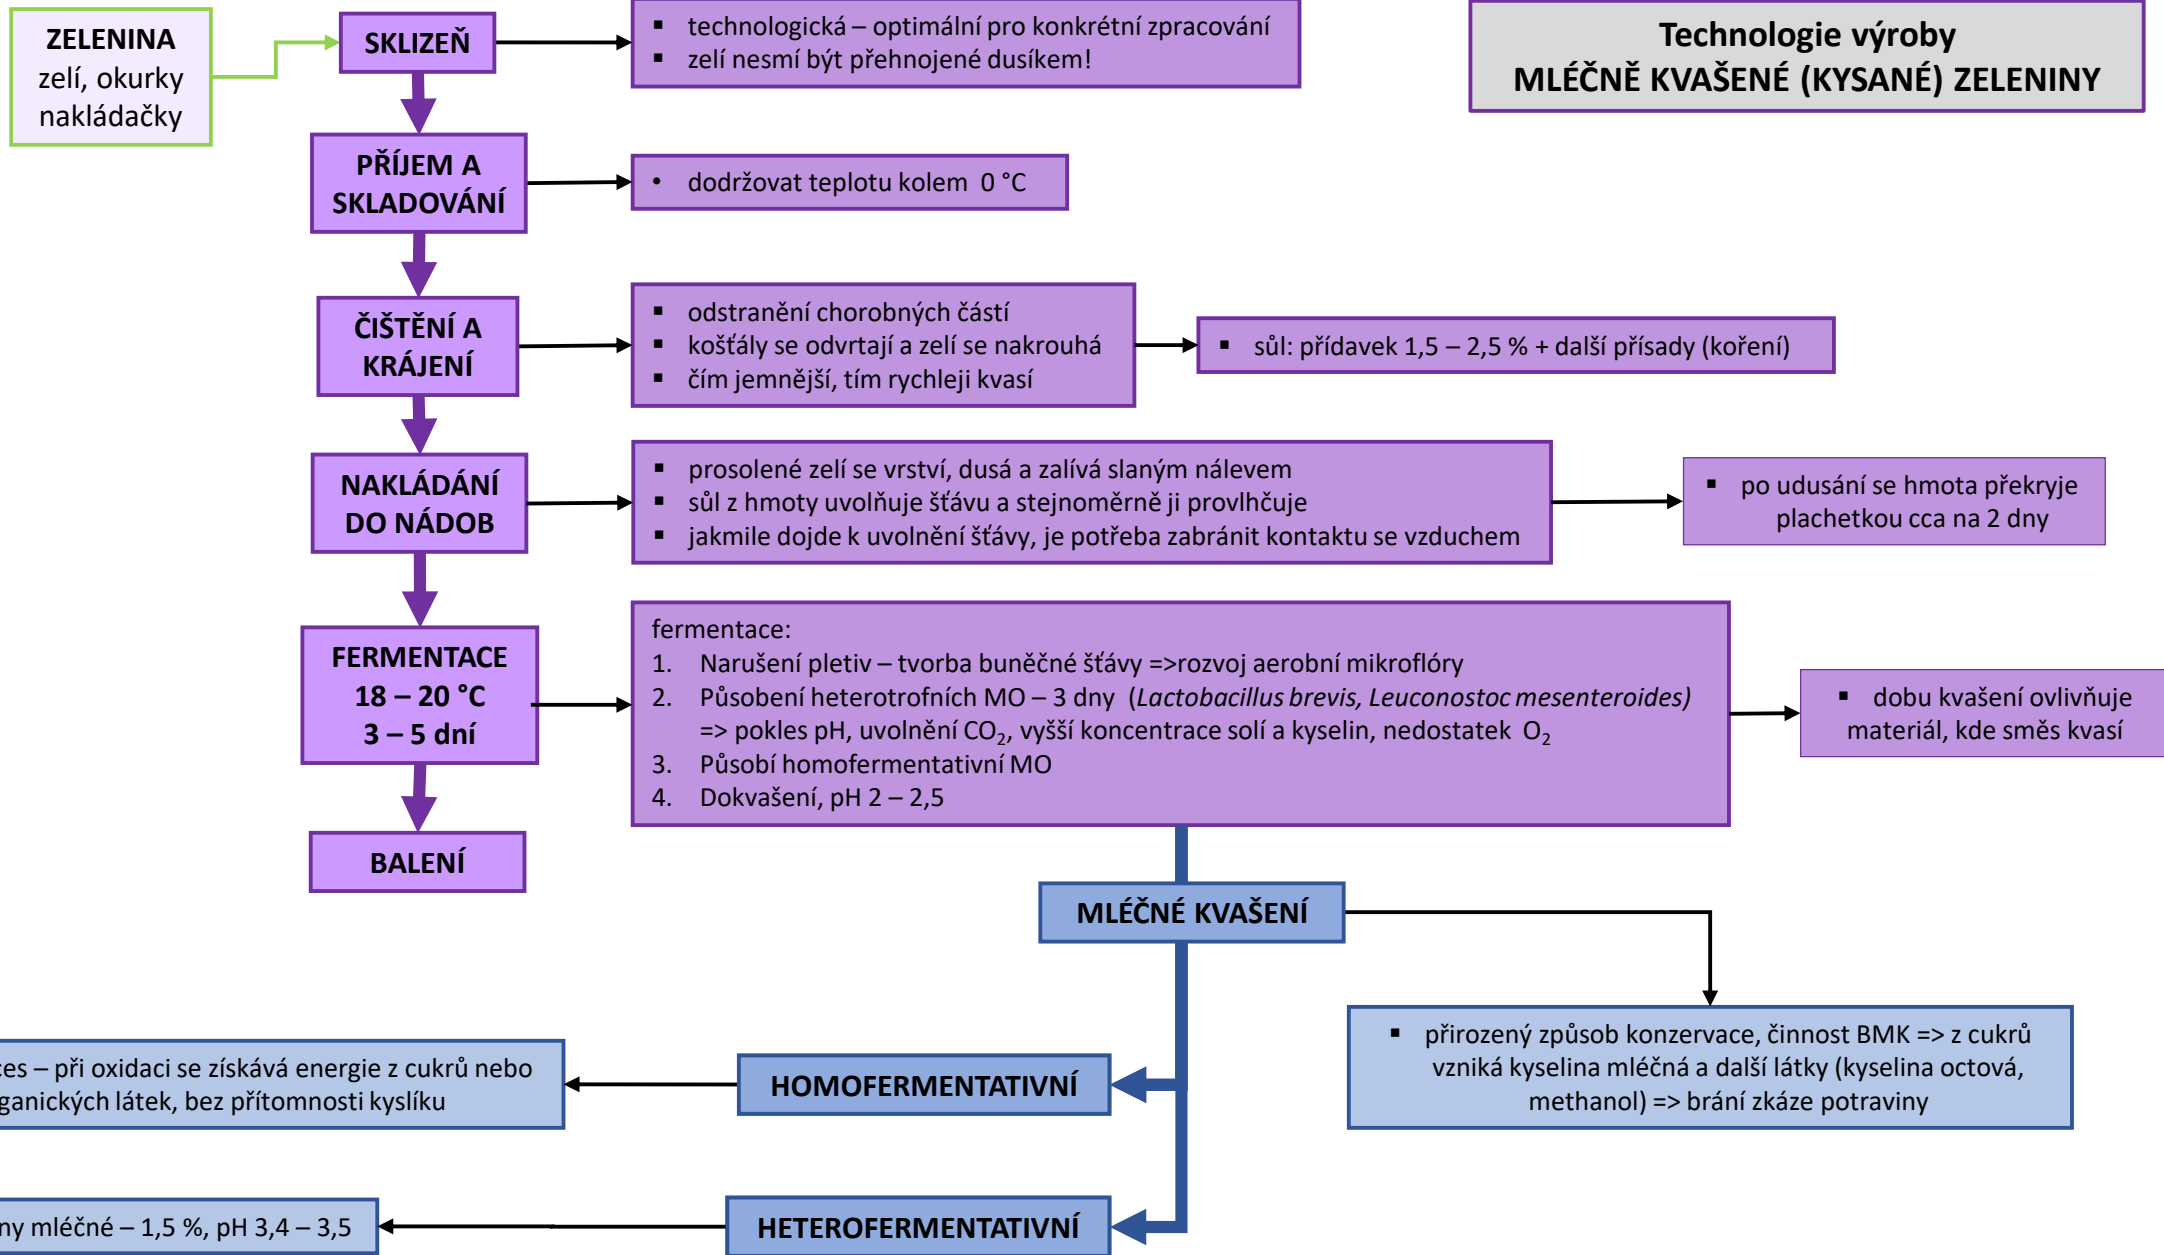 ZELENINA
zelí, okurky
nakládačky
SKLIZEŇ
▪ technologická – optimální pro konkrétní zpracování
▪ zelí nesmí být přehnojené dusíkem!
Technologie výroby
MLÉČNĚ KVAŠENÉ (KYSANÉ) ZELENINY
PŘÍJEM A
SKLADOVÁNÍ
• dodržovat teplotu kolem 0 °C
ČIŠTĚNÍ A
KRÁJENÍ
▪ odstranění chorobných částí
▪ košťály se odvrtají a zelí se nakrouhá
▪ čím jemnější, tím rychleji kvasí
▪ sůl: přídavek 1,5 – 2,5 % + další přísady (koření)
NAKLÁDÁNÍ
DO NÁDOB
▪ prosolené zelí se vrství, dusá a zalívá slaným nálevem
▪ sůl z hmoty uvolňuje šťávu a stejnoměrně ji provlhčuje
▪ jakmile dojde k uvolnění šťávy, je potřeba zabránit kontaktu se vzduchem
▪ po udusání se hmota překryje
plachetkou cca na 2 dny
FERMENTACE
18 – 20 °C
3 – 5 dní
fermentace:
1. Narušení pletiv – tvorba buněčné šťávy =>rozvoj aerobní mikroflóry
2. Působení heterotrofních MO – 3 dny (Lactobacillus brevis, Leuconostoc mesenteroides)
=> pokles pH, uvolnění CO₂, vyšší koncentrace solí a kyselin, nedostatek O₂
3. Působí homofermentativní MO
4. Dokvašení, pH 2 – 2,5
▪ dobu kvašení ovlivňuje
materiál, kde směs kvasí
BALENÍ
MLÉČNÉ KVAŠENÍ
▪ přirozený způsob konzervace, činnost BMK => z cukrů
vzniká kyselina mléčná a další látky (kyselina octová,
methanol) => brání zkáze potraviny
HOMOFERMENTATIVNÍ
ces – při oxidaci se získává energie z cukrů nebo
ganických látek, bez přítomnosti kyslíku
HETEROFERMENTATIVNÍ
ny mléčné – 1,5 %, pH 3,4 – 3,5